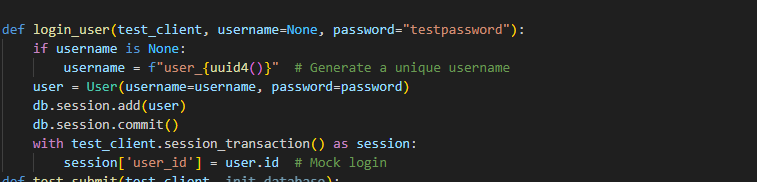 def login_user(test_client, username=None, password="testpassword"):
    if username is None:
        username = f"user_{uuid4()}"  # Generate a unique username
    user = User(username=username, password=password)
    db.session.add(user)
    db.session.commit()
    with test_client.session_transaction() as session:
        session['user_id'] = user.id  # Mock login
def test_submit(test_client, init_database):